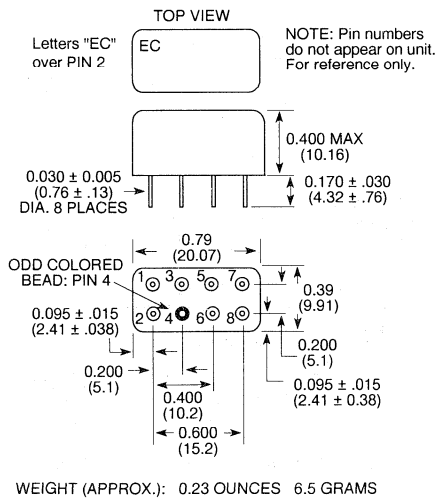 TOP VIEW
Letters "EC"
over PIN 2
EC
NOTE: Pin numbers
do not appear on unit.
For reference only.
0.400 MAX
(10.16)
0.030 ± 0.005
(0.76 ± .13)
DIA. 8 PLACES
0.170 ± .030
(4.32 ± .76)
0.79
(20.07)
ODD COLORED
BEAD: PIN 4
1 3 5 7
0.39
(9.91)
0.095 ± .015
(2.41 ± .038)
2 4 6 8
0.200
(5.1)
0.200
(5.1)
0.095 ± .015
(2.41 ± 0.38)
0.400
(10.2)
0.600
(15.2)
WEIGHT (APPROX.): 0.23 OUNCES 6.5 GRAMS